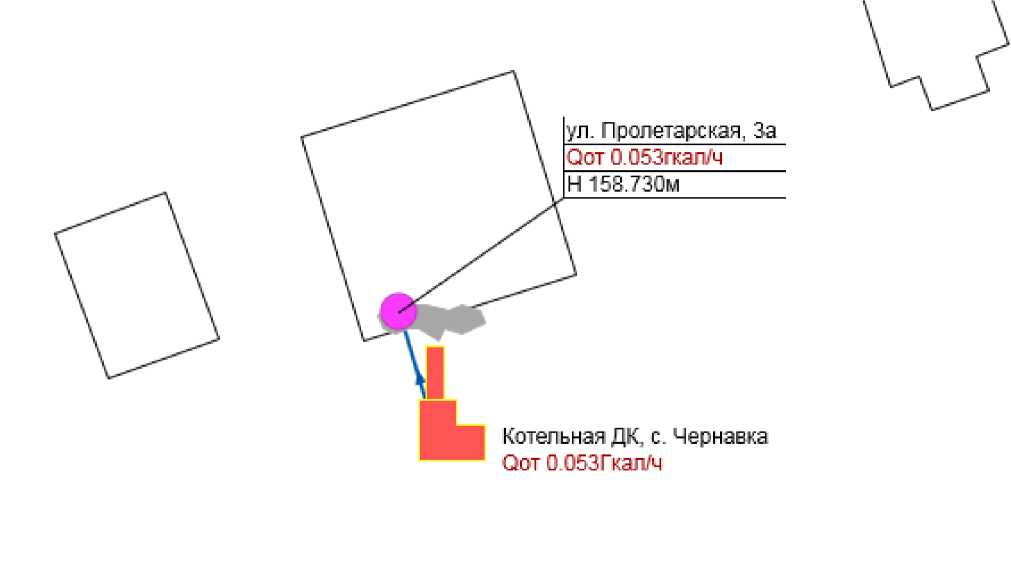 ул. Пролетарская, 3а
Qот 0.053гкал/ч
Н 158.730м
Котельная ДК, с. Чернавка
Qот 0.053Гкал/ч